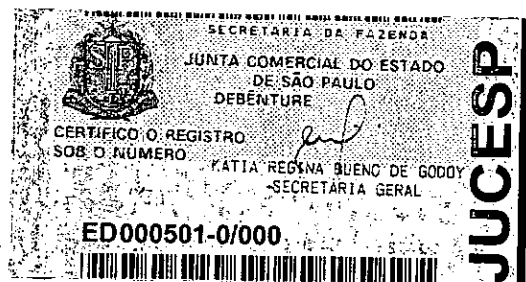 SECRETARIA DA FAZENDA
JUNTA COMERCIAL DO ESTADO
DE SÃO PAULO
DEBÊNTURE
CERTIFICO O REGISTRO
SOB O NÚMERO
KATIA REGINA BUENO DE GODOY
SECRETÁRIA GERAL
ED000501-0/000
JUCESP